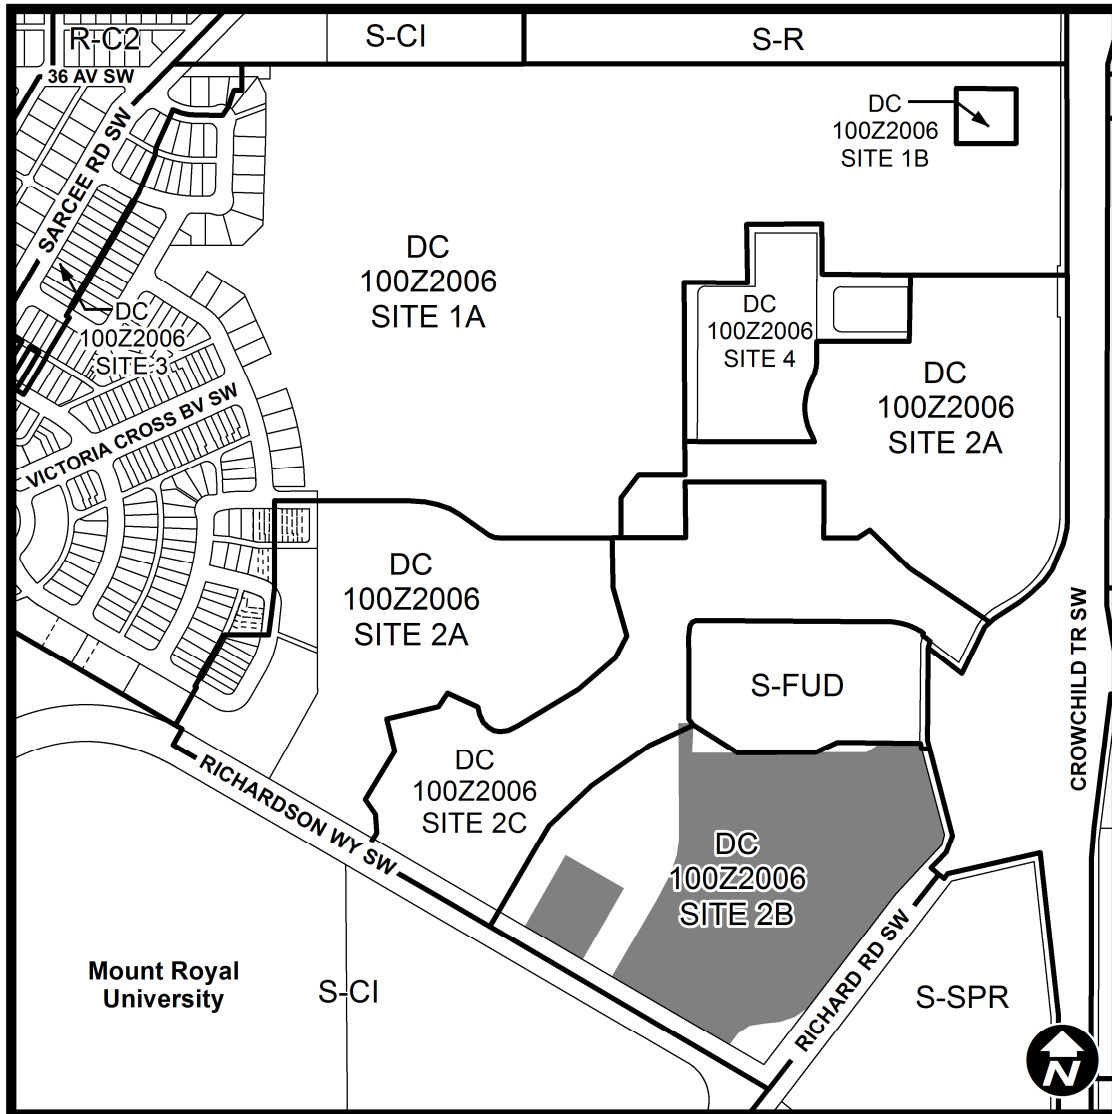 R-C2
S-CI
S-R
36 AV SW
SARCEE RD SW
DC
100Z2006
SITE 1B
DC
100Z2006
SITE 1A
DC
100Z2006
SITE 3
DC
100Z2006
SITE 4
DC
100Z2006
SITE 2A
VICTORIA CROSS BV SW
DC
100Z2006
SITE 2A
CROWCHILD TR SW
S-FUD
DC
100Z2006
SITE 2C
RICHARDSON WY SW
DC
100Z2006
SITE 2B
RICHARD RD SW
Mount Royal
University
S-CI
S-SPR
N